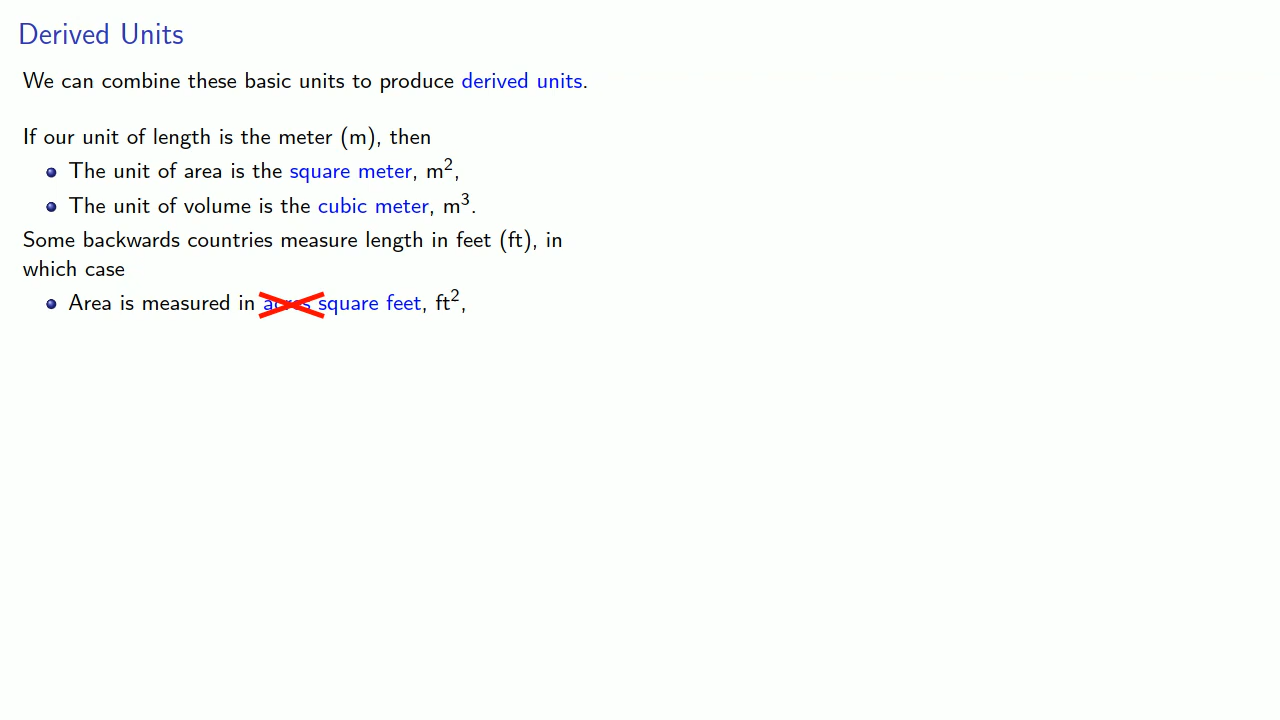 Derived Units
We can combine these basic units to produce derived units.
If our unit of length is the meter (m), then
The unit of area is the square meter, m²,
The unit of volume is the cubic meter, m³.
Some backwards countries measure length in feet (ft), in
which case
Area is measured in acres square feet, ft²,